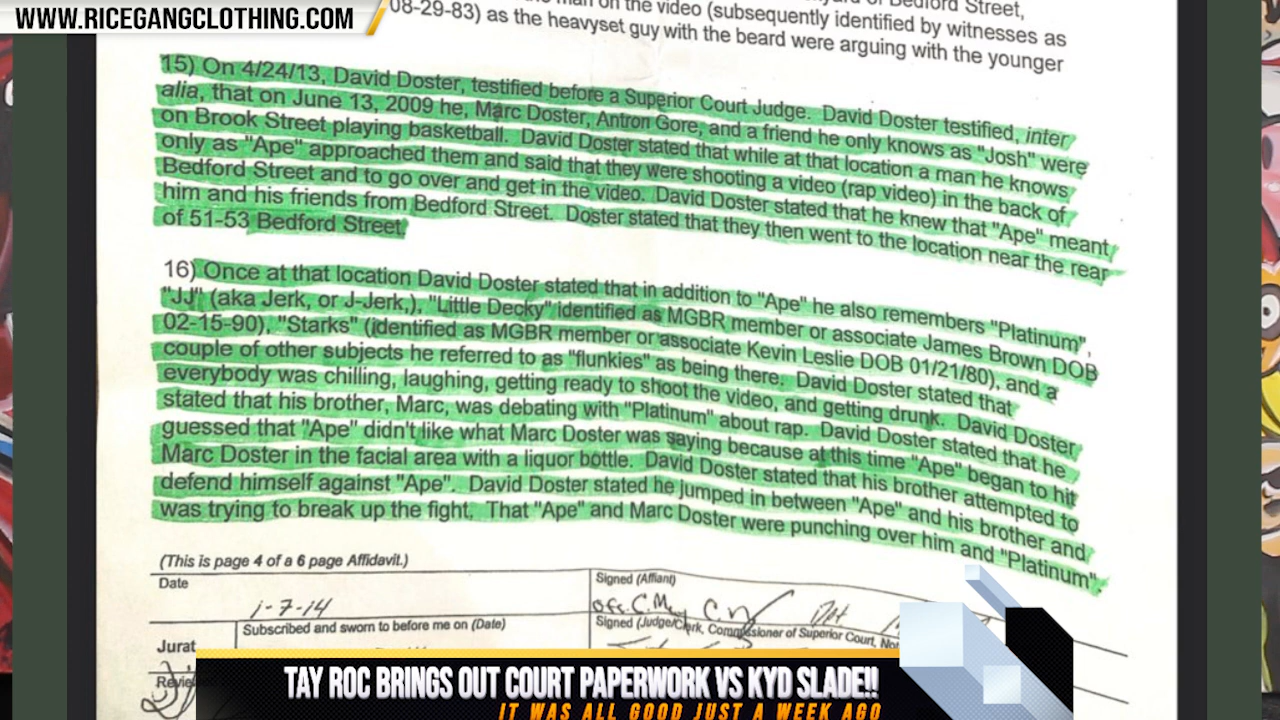 WWW.RICEGANGCLOTHING.COM
on the video (subsequently identified by witnesses as
08-29-83) as the heavyset guy with the beard were arguing with the younger
15) On 4/24/13, David Doster, testified before a Superior Court Judge. David Doster testified, inter
alia, that on June 13, 2009 he, Marc Doster, Antron Gore, and a friend he only knows as "Josh" were
on Brook Street playing basketball. David Doster stated that while at that location a man he knows
only as "Ape" approached them and said that they were shooting a video (rap video) in the back of
Bedford Street and to go over and get in the video. David Doster stated that he knew that "Ape" meant
him and his friends from Bedford Street. Doster stated that they then went to the location near the rear
of 51-53 Bedford Street.
16) Once at that location David Doster stated that in addition to "Ape" he also remembers "Platinum",
"JJ" (aka Jerk, or J-Jerk,), "Little Decky" identified as MGBR member or associate James Brown DOB
02-15-90), "Starks" (identified as MGBR member or associate Kevin Leslie DOB 01/21/80), and a
couple of other subjects he referred to as "flunkies" as being there. David Doster stated that
everybody was chilling, laughing, getting ready to shoot the video, and getting drunk. David Doster
stated that his brother, Marc, was debating with "Platinum" about rap. David Doster stated that he
guessed that "Ape" didn't like what Marc Doster was saying because at this time "Ape" began to hit
Marc Doster in the facial area with a liquor bottle. David Doster stated that his brother attempted to
defend himself against "Ape". David Doster stated he jumped in between "Ape" and his brother and
was trying to break up the fight. That "Ape" and Marc Doster were punching over him and "Platinum".
(This is page 4 of a 6 page Affidavit.)
Date
1-7-14
Signed (Affiant)
Off. C.M.
Jurat
Subscribed and sworn to before me on (Date)
Signed (Judge/Clerk, Commissioner of Superior Court,
TAY ROC BRINGS OUT COURT PAPERWORK VS KYD SLADE!!
IT WAS ALL GOOD JUST A WEEK AGO